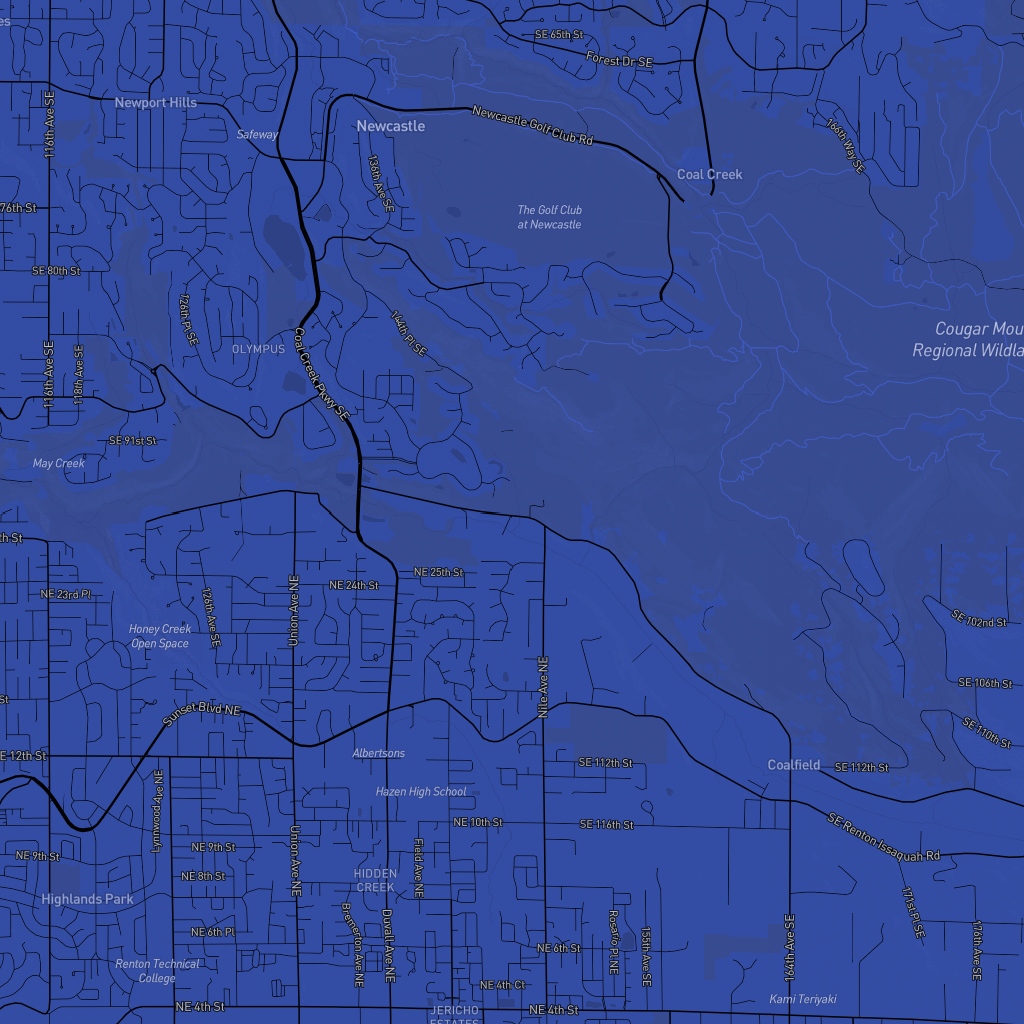 SE 65th St
Forest Dr SE
Newport Hills
Newcastle Golf Club Rd
116th Ave SE
Safeway
Newcastle
166th Way SE
136th Ave SE
Coal Creek
76th St
The Golf Club
at Newcastle
SE 80th St
126th Pl SE
144th Pl SE
Cougar Mou
Regional Wildla
OLYMPUS
Coal Creek Pkwy SE
116th Ave SE
118th Ave SE
SE 91st St
May Creek
th St
NE 25th St
NE 24th St
NE 23rd Pl
Union Ave NE
126th Ave SE
SE 102nd St
Honey Creek
Open Space
Nile Ave NE
SE 106th St
St
Sunset Blvd NE
SE 110th St
E 12th St
Albertsons
SE 112th St
Coalfield
SE 112th St
Lynnwood Ave NE
Hazen High School
NE 10th St
SE 116th St
SE Renton Issaquah Rd
NE 9th St
NE 9th St
Union Ave NE
Field Ave NE
NE 8th St
HIDDEN
CREEK
Highlands Park
171st Pl SE
Bremerton Ave NE
Duvall Ave NE
NE 6th Pl
Rosario Pl NE
155th Ave SE
164th Ave SE
176th Ave SE
NE 6th St
Renton Technical
College
NE 4th Ct
Kami Teriyaki
NE 4th St
JERICHO
ESTATES
NE 4th St